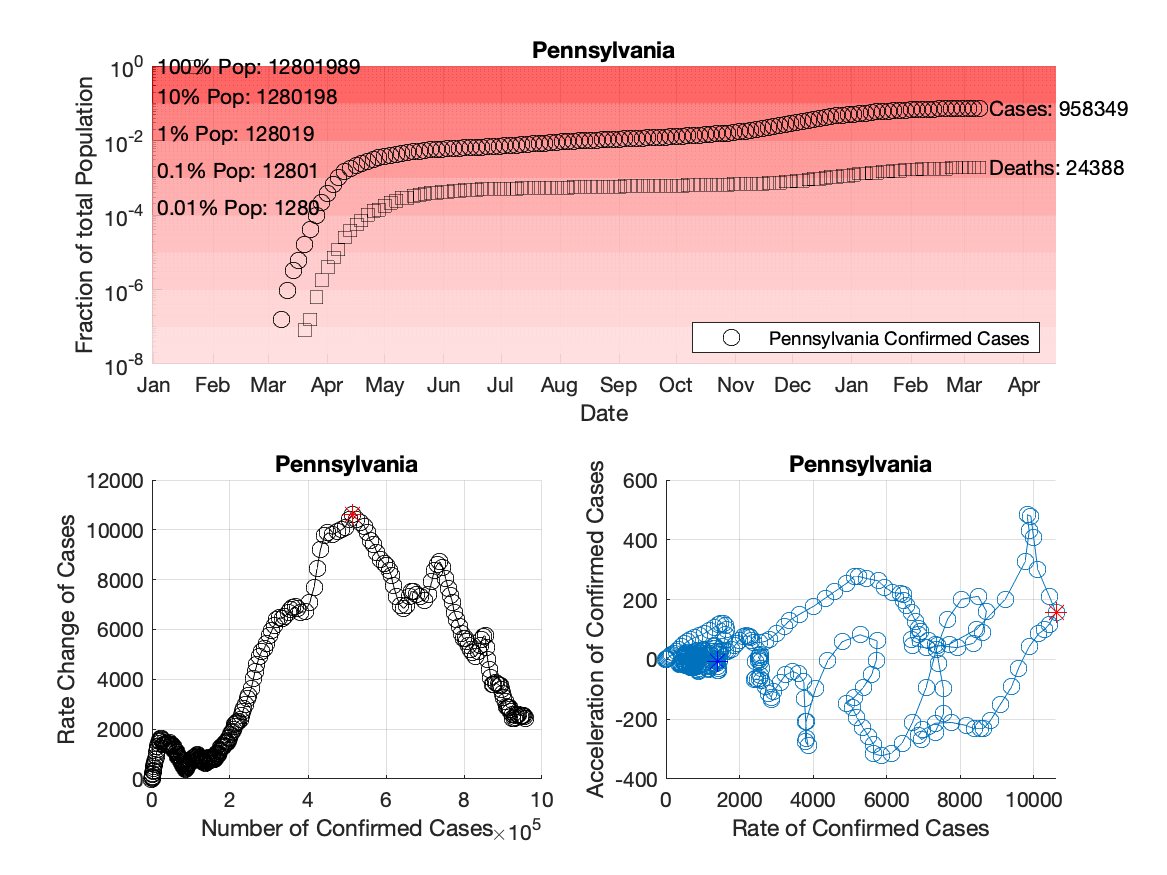 Pennsylvania
Fraction of total Population
10^0
10^-2
10^-4
10^-6
10^-8
100% Pop: 12801989
10% Pop: 1280198
1% Pop: 128019
0.1% Pop: 12801
0.01% Pop: 1280
Cases: 958349
Deaths: 24388
Pennsylvania Confirmed Cases
Jan Feb Mar Apr May Jun Jul Aug Sep Oct Nov Dec Jan Feb Mar Apr
Date
Pennsylvania
Rate Change of Cases
12000
10000
8000
6000
4000
2000
0
0 2 4 6 8 10
Number of Confirmed Cases
×10^5
Pennsylvania
Acceleration of Confirmed Cases
600
400
200
0
-200
-400
0 2000 4000 6000 8000 10000
Rate of Confirmed Cases